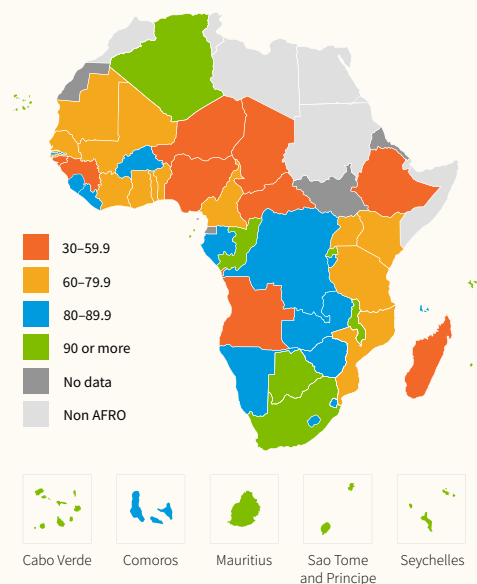 30–59.9
60–79.9
80–89.9
90 or more
No data
Non AFRO
Cabo Verde
Comoros
Mauritius
Sao Tome
and Principe
Seychelles